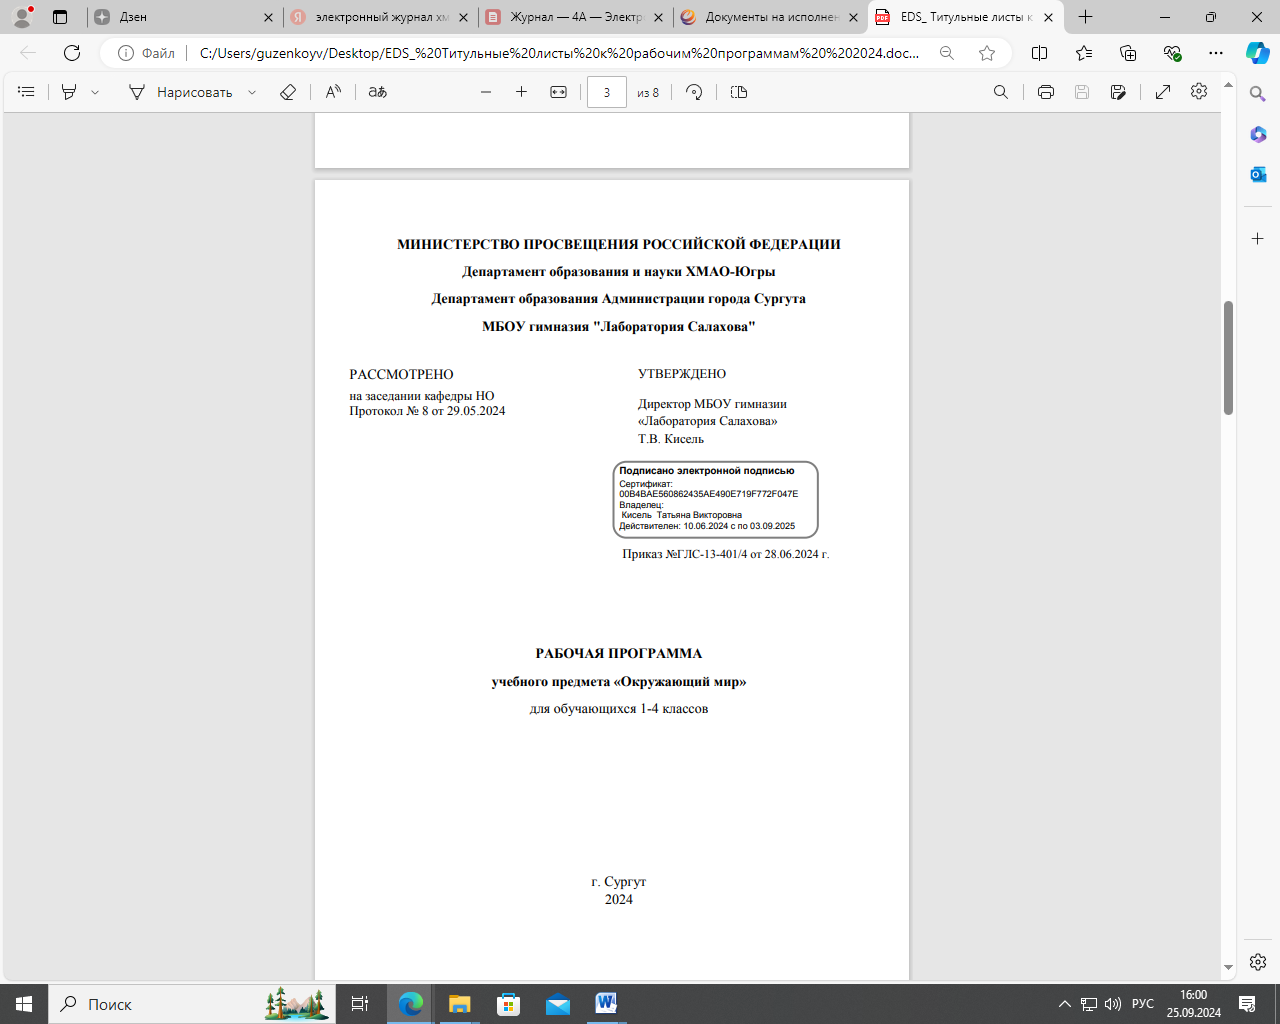 Дзен
электронный журнал хм
Журнал — 4А — Электр
Документы на исполнен
EDS_ Титульные листы к
Файл
C:/Users/guzenkoyv/Desktop/EDS_%20Титульные%20листы%20к%20рабочим%20программам%20%202024.doc...
Нарисовать
3
из 8
МИНИСТЕРСТВО ПРОСВЕЩЕНИЯ РОССИЙСКОЙ ФЕДЕРАЦИИ
Департамент образования и науки ХМАО-Югры
Департамент образования Администрации города Сургута
МБОУ гимназия "Лаборатория Салахова"
РАССМОТРЕНО
на заседании кафедры НО
Протокол № 8 от 29.05.2024
УТВЕРЖДЕНО
Директор МБОУ гимназии
«Лаборатория Салахова»
Т.В. Кисель
Подписано электронной подписью
Сертификат:
00B4BAE560862435AE490E719F772F047E
Владелец:
Кисель Татьяна Викторовна
Действителен: 10.06.2024 с по 03.09.2025
Приказ №ГЛС-13-401/4 от 28.06.2024 г.
РАБОЧАЯ ПРОГРАММА
учебного предмета «Окружающий мир»
для обучающихся 1-4 классов
г. Сургут
2024
Поиск
РУС
16:00
25.09.2024